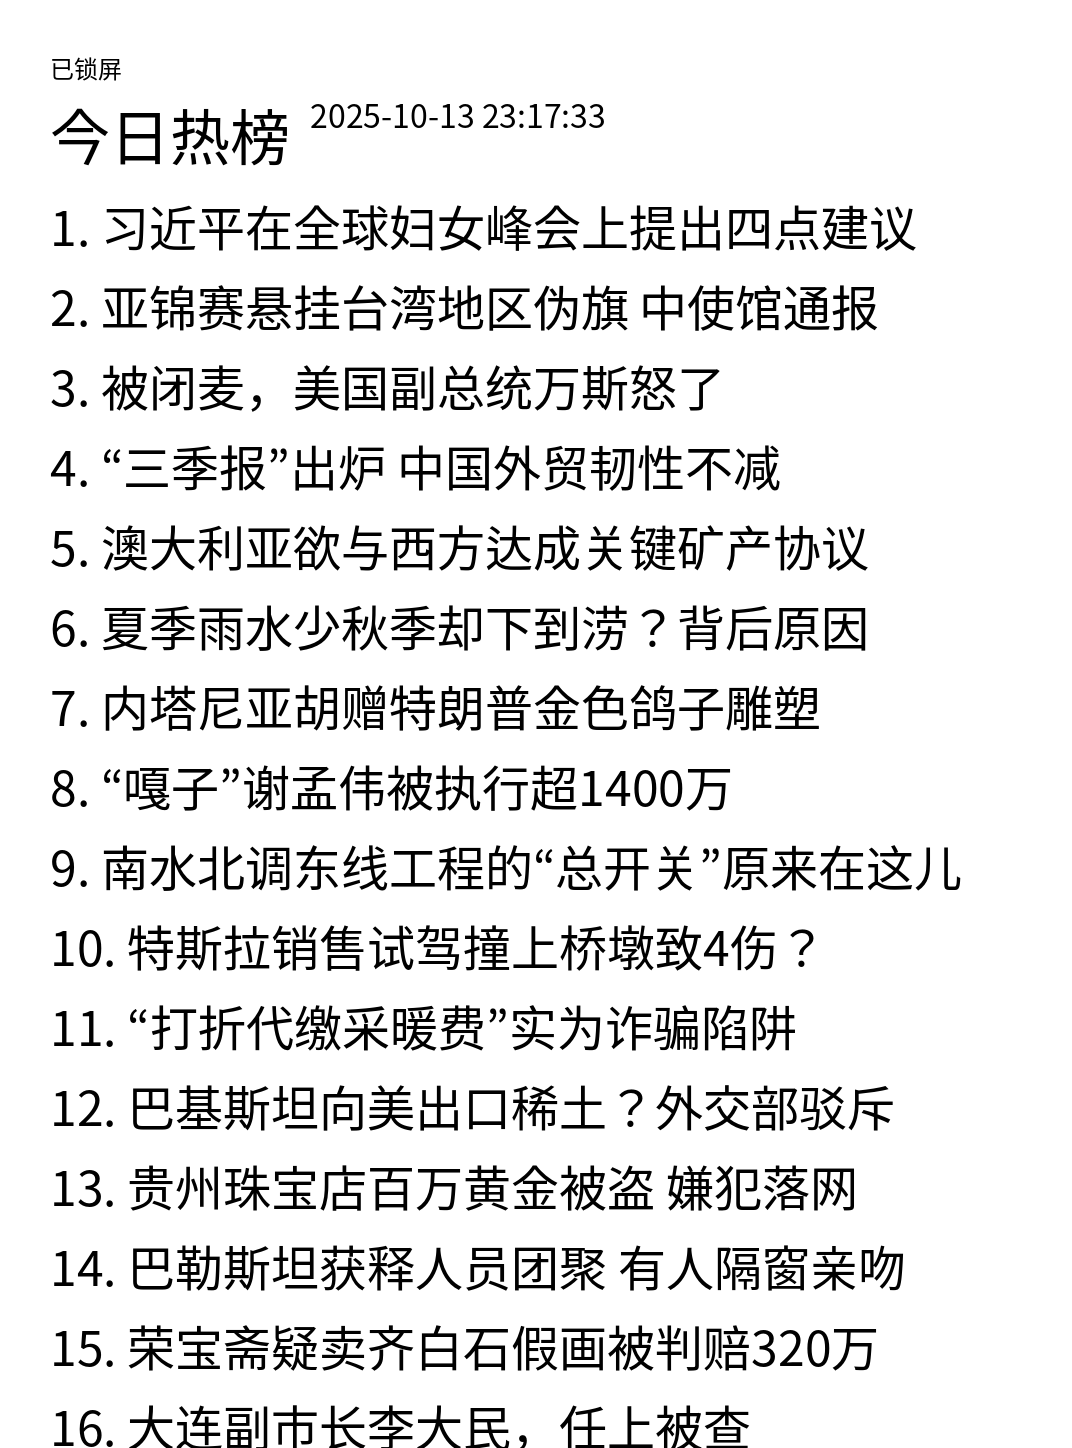 已锁屏
今日热榜 2025-10-13 23:17:33
1. 习近平在全球妇女峰会上提出四点建议
2. 亚锦赛悬挂台湾地区伪旗 中使馆通报
3. 被闭麦，美国副总统万斯怒了
4. “三季报”出炉 中国外贸韧性不减
5. 澳大利亚欲与西方达成关键矿产协议
6. 夏季雨水少秋季却下到涝？背后原因
7. 内塔尼亚胡赠特朗普金色鸽子雕塑
8. “嘎子”谢孟伟被执行超1400万
9. 南水北调东线工程的“总开关”原来在这儿
10. 特斯拉销售试驾撞上桥墩致4伤？
11. “打折代缴采暖费”实为诈骗陷阱
12. 巴基斯坦向美出口稀土？外交部驳斥
13. 贵州珠宝店百万黄金被盗 嫌犯落网
14. 巴勒斯坦获释人员团聚 有人隔窗亲吻
15. 荣宝斋疑卖齐白石假画被判赔320万
16. 大连副市长李大民，任上被查